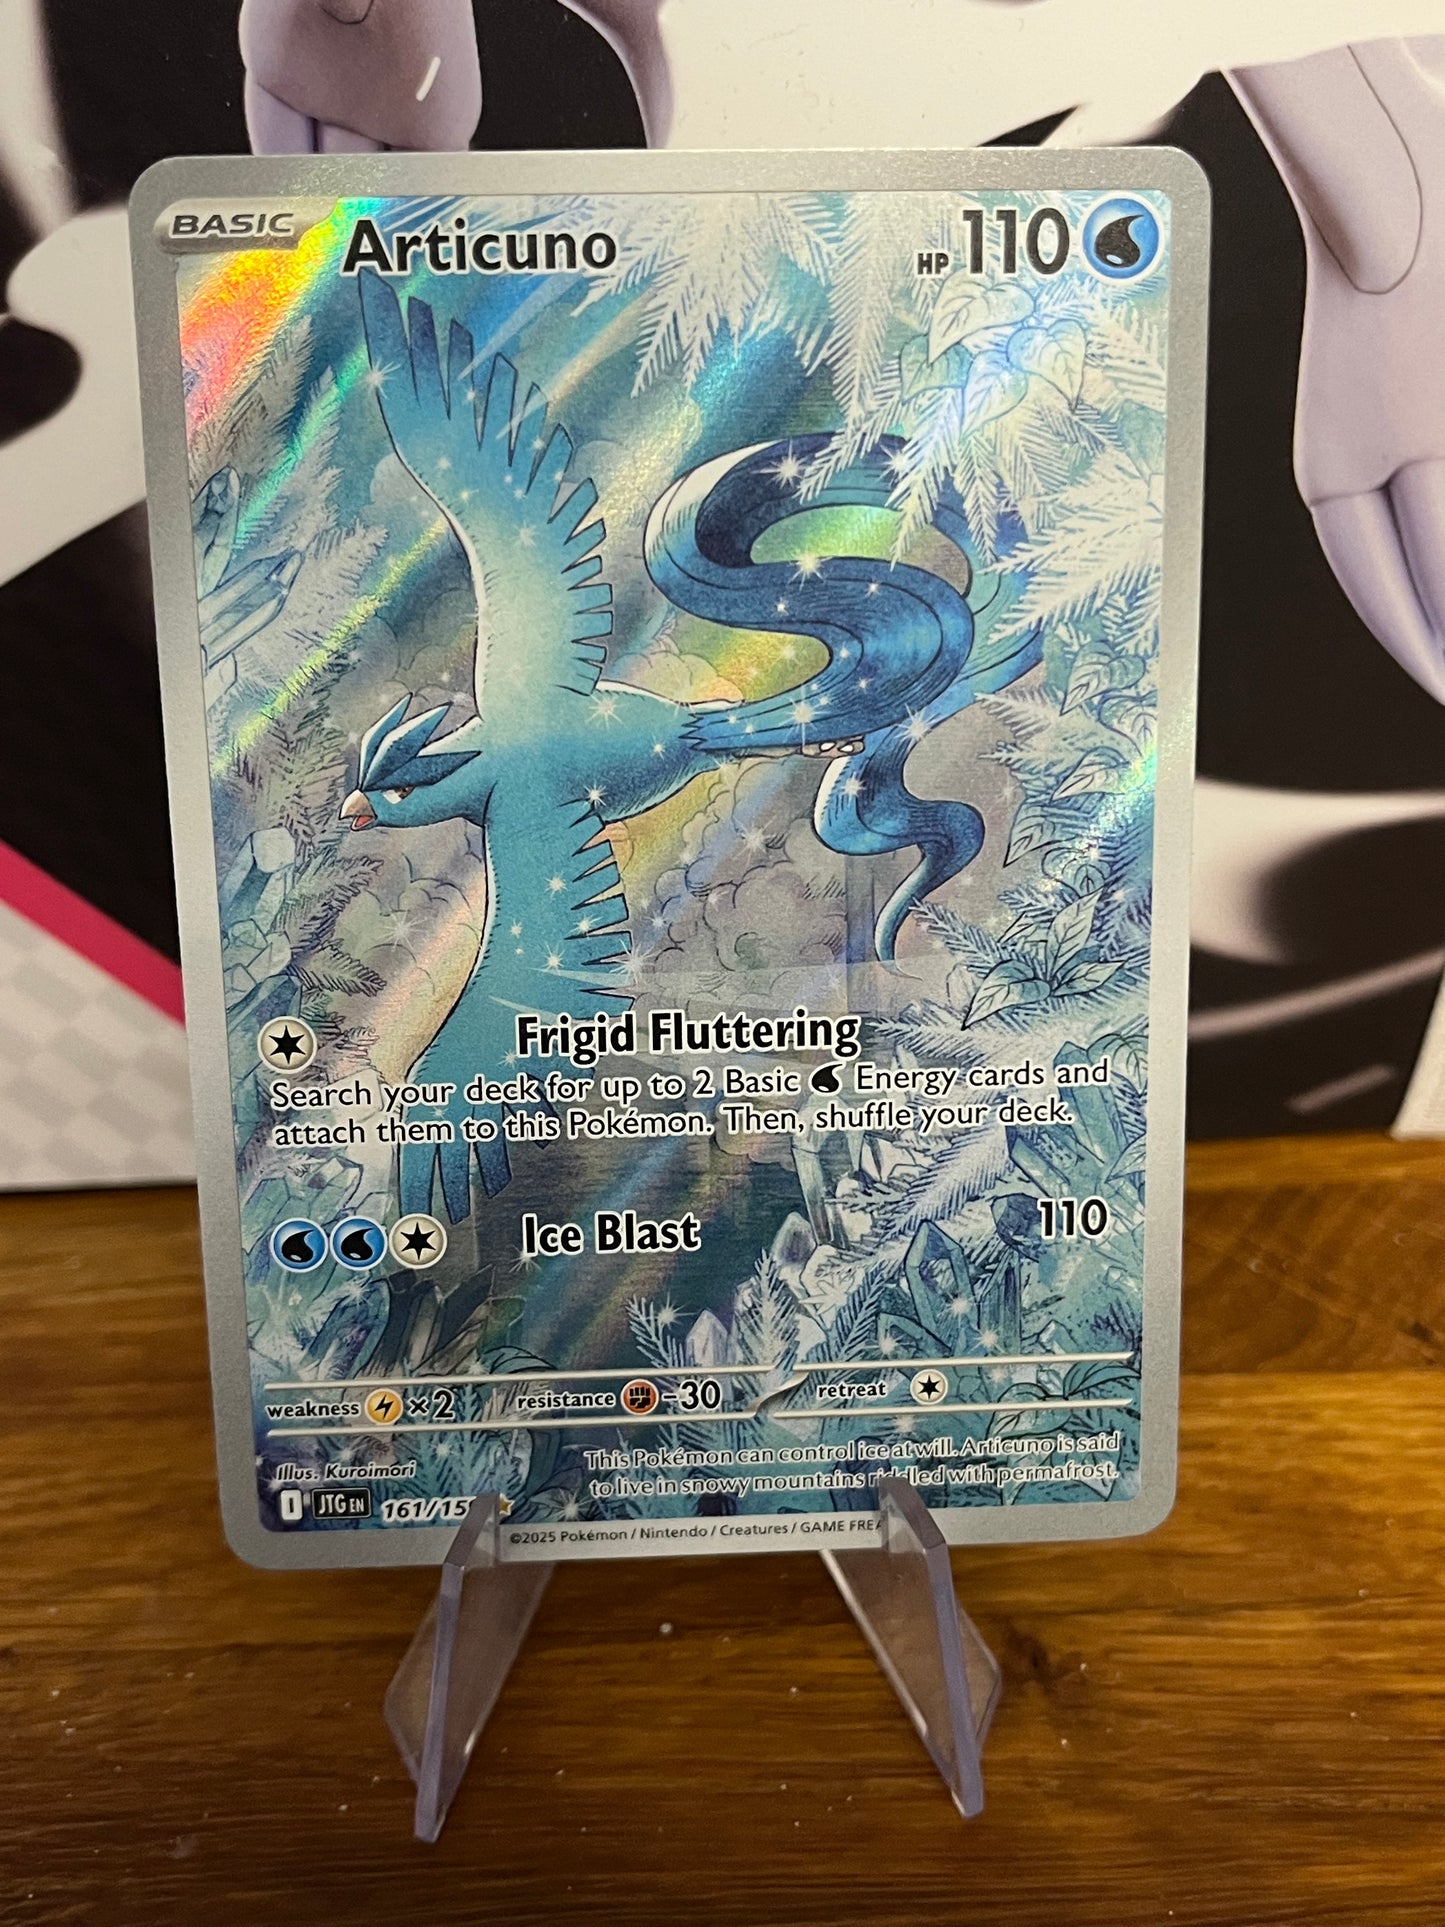 BASIC Articuno HP 110
Frigid Fluttering
Search your deck for up to 2 Basic Energy cards and
attach them to this Pokémon. Then, shuffle your deck.
Ice Blast 110
weakness ×2 resistance -30 retreat
Illus. Kuroimori
This Pokémon can control ice at will. Articuno is said
to live in snowy mountains riddled with permafrost.
I JTG EN 161/15
©2025 Pokémon / Nintendo / Creatures / GAME